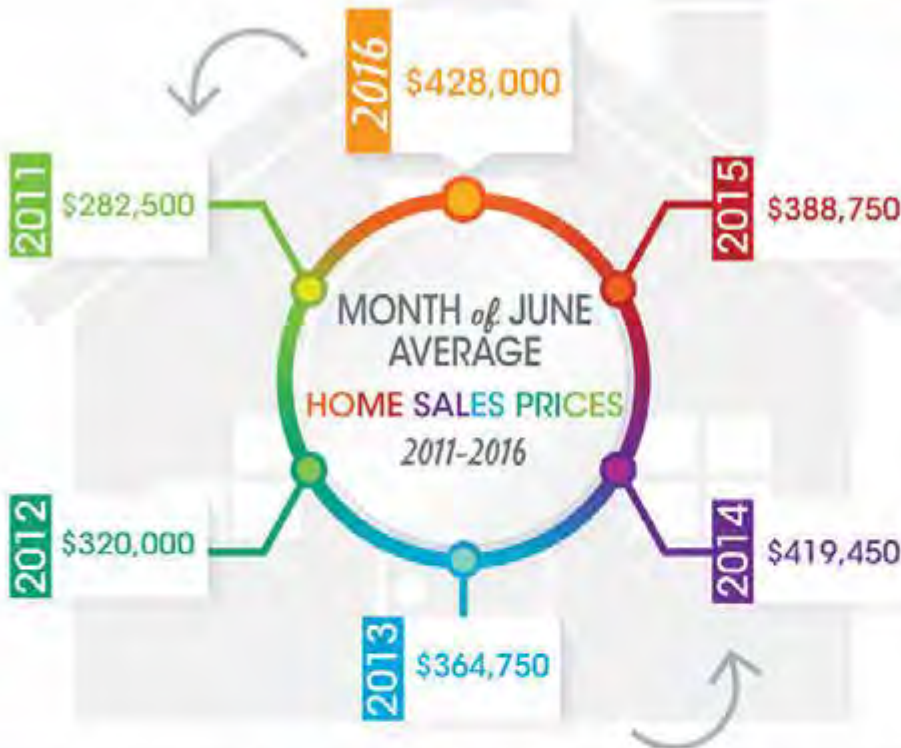 2016 $428,000
2011 $282,500
2015 $388,750
MONTH of JUNE
AVERAGE
HOME SALES PRICES
2011-2016
2012 $320,000
2014 $419,450
2013 $364,750